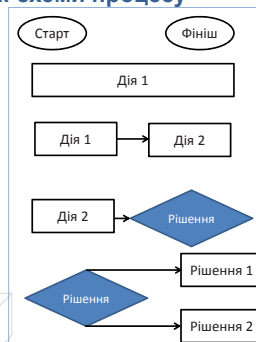 схеми процесу
Старт
Фініш
Дія 1
Дія 1
Дія 2
Дія 2
Рішення
Рішення 1
Рішення
Рішення 2